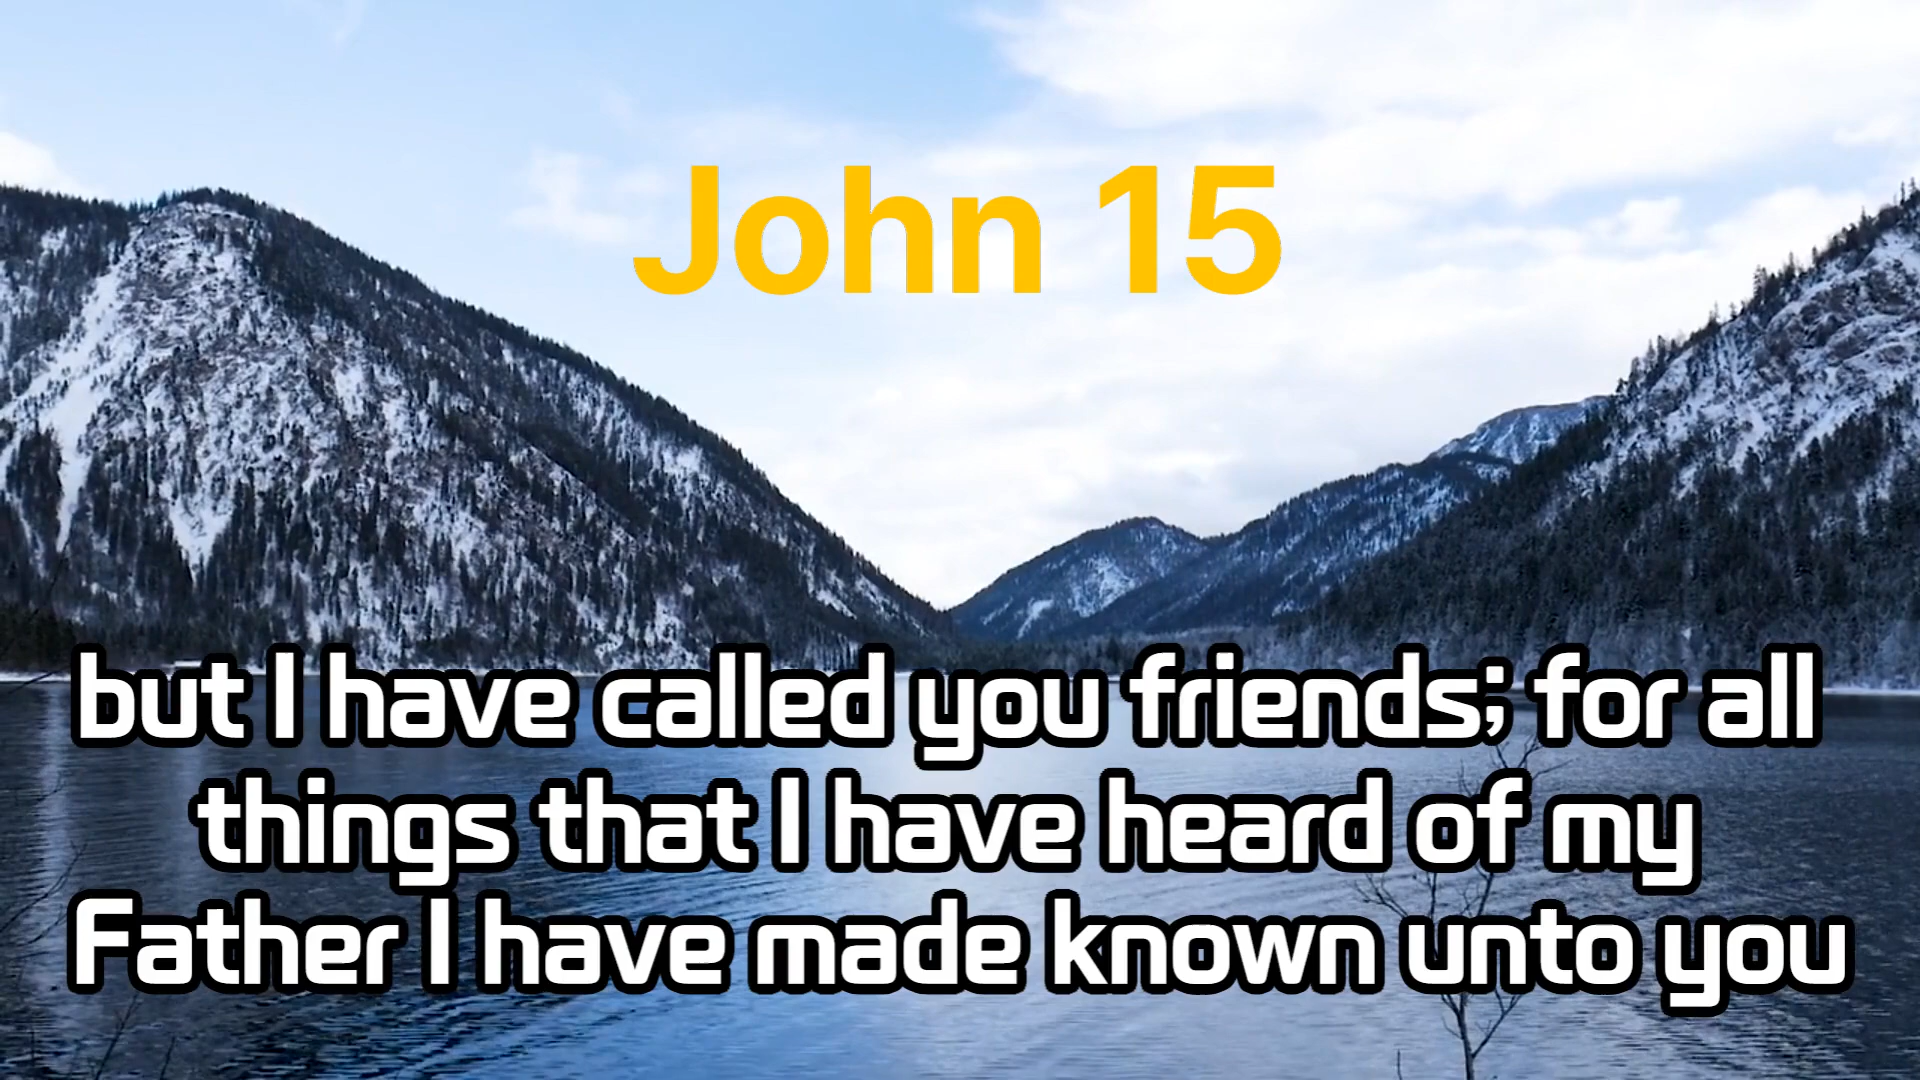 John 15
but I have called you friends; for all
things that I have heard of my
Father I have made known unto you